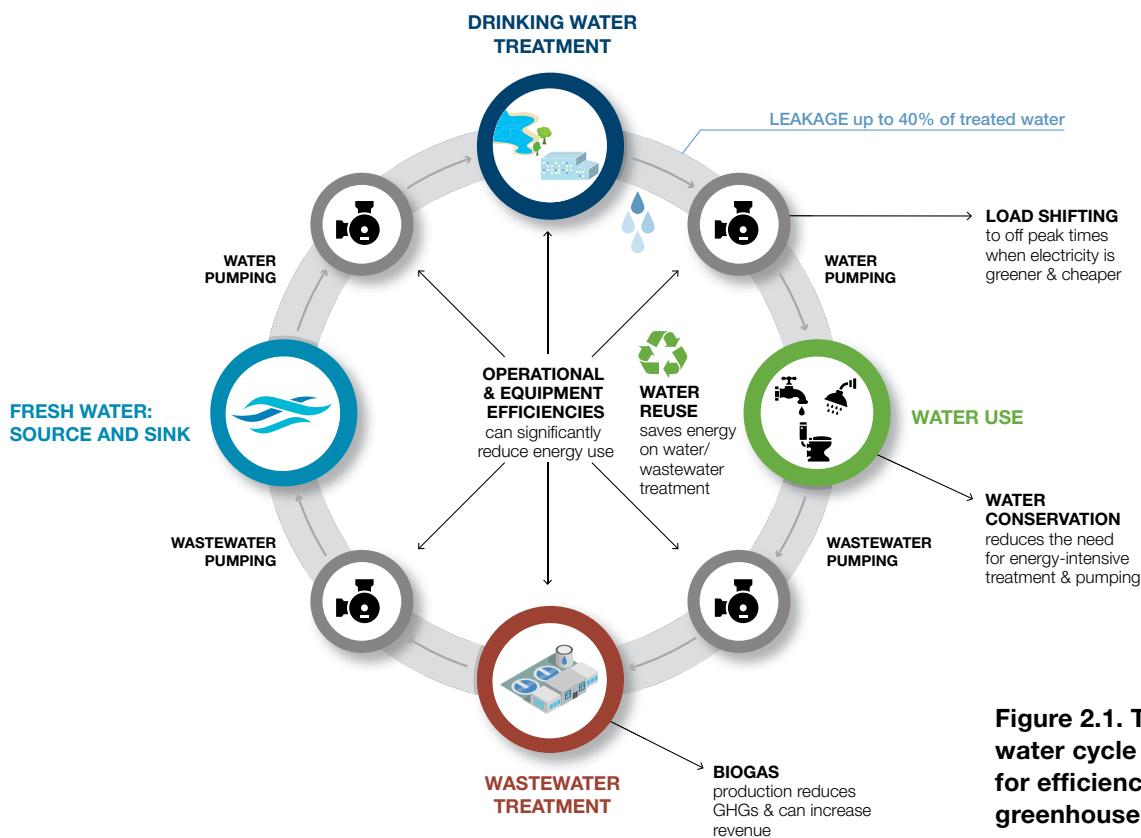 DRINKING WATER
TREATMENT
LEAKAGE up to 40% of treated water
LOAD SHIFTING
to off peak times
when electricity is
greener & cheaper
WATER
PUMPING
WATER
PUMPING
OPERATIONAL
& EQUIPMENT
EFFICIENCIES
can significantly
reduce energy use
WATER
REUSE
saves energy
on water/
wastewater
treatment
FRESH WATER:
SOURCE AND SINK
WATER USE
WATER
CONSERVATION
reduces the need
for energy-intensive
treatment & pumping
WASTEWATER
PUMPING
WASTEWATER
PUMPING
WASTEWATER
TREATMENT
BIOGAS
production reduces
GHGs & can increase
revenue
Figure 2.1. T
water cycle
for efficienc
greenhouse